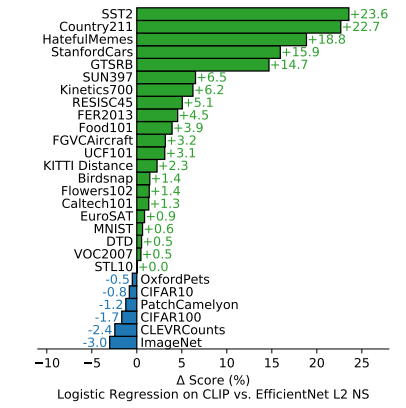 SST2 +23.6
Country211 +22.7
HatefulMemes +18.8
StanfordCars +15.9
GTSRB +14.7
SUN397 +6.5
Kinetics700 +6.2
RESISC45 +5.1
FER2013 +4.5
Food101 +3.9
FGVCAircraft +3.2
UCF101 +3.1
KITTI Distance +2.3
Birdsnap +1.4
Flowers102 +1.4
Caltech101 +1.3
EuroSAT +0.9
MNIST +0.6
DTD +0.5
VOC2007 +0.5
STL10 +0.0
-0.5 OxfordPets
-0.8 CIFAR10
-1.2 PatchCamelyon
-1.7 CIFAR100
-2.4 CLEVRCounts
-3.0 ImageNet
−10 −5 0 5 10 15 20 25
Δ Score (%)
Logistic Regression on CLIP vs. EfficientNet L2 NS